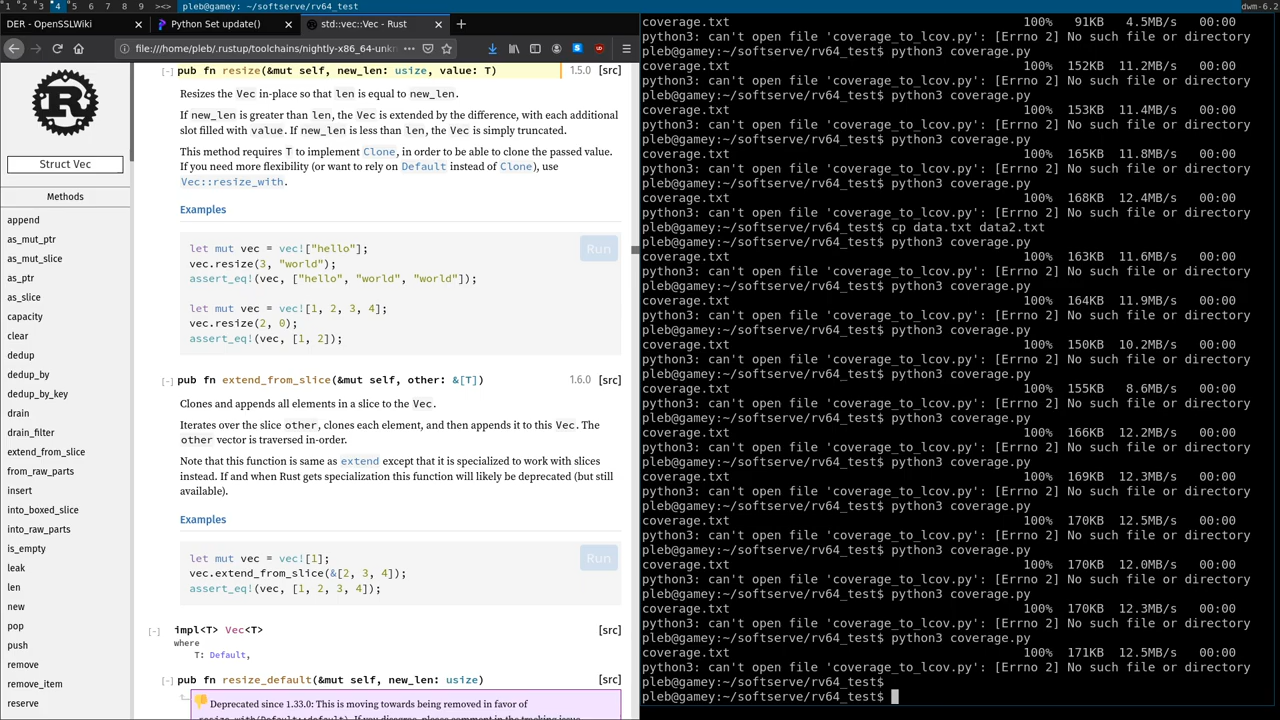 1 2 3 4 5 6 7 8 9 ><> pleb@gamey: ~/softserve/rv64_test
dwm-6.2
DER - OpenSSLWiki
Python Set update()
std::vec::Vec - Rust
file:///home/pleb/.rustup/toolchains/nightly-x86_64-unkn
Struct Vec
Methods
append
as_mut_ptr
as_mut_slice
as_ptr
as_slice
capacity
clear
dedup
dedup_by
dedup_by_key
drain
drain_filter
extend_from_slice
from_raw_parts
insert
into_boxed_slice
into_raw_parts
is_empty
leak
len
new
pop
push
remove
remove_item
reserve
[-] pub fn resize(&mut self, new_len: usize, value: T) 1.5.0 [src]
Resizes the Vec in-place so that len is equal to new_len.
If new_len is greater than len, the Vec is extended by the difference, with each additional
slot filled with value. If new_len is less than len, the Vec is simply truncated.
This method requires T to implement Clone, in order to be able to clone the passed value.
If you need more flexibility (or want to rely on Default instead of Clone), use
Vec::resize_with.
Examples
let mut vec = vec!["hello"];
Run
vec.resize(3, "world");
assert_eq!(vec, ["hello", "world", "world"]);
let mut vec = vec![1, 2, 3, 4];
vec.resize(2, 0);
assert_eq!(vec, [1, 2]);
[-] pub fn extend_from_slice(&mut self, other: &[T]) 1.6.0 [src]
Clones and appends all elements in a slice to the Vec.
Iterates over the slice other, clones each element, and then appends it to this Vec. The
other vector is traversed in-order.
Note that this function is same as extend except that it is specialized to work with slices
instead. If and when Rust gets specialization this function will likely be deprecated (but still
available).
Examples
let mut vec = vec![1];
Run
vec.extend_from_slice(&[2, 3, 4]);
assert_eq!(vec, [1, 2, 3, 4]);
[-] impl<T> Vec<T> [src]
where
T: Default,
[-] pub fn resize_default(&mut self, new_len: usize) [src]
Deprecated since 1.33.0: This is moving towards being removed in favor of
.resize_with(Default::default). If you disagree, please comment in the tracking issue.
coverage.txt 100% 91KB 4.5MB/s 00:00
python3: can't open file 'coverage_to_lcov.py': [Errno 2] No such file or directory
pleb@gamey:~/softserve/rv64_test$ python3 coverage.py
coverage.txt 100% 152KB 11.2MB/s 00:00
python3: can't open file 'coverage_to_lcov.py': [Errno 2] No such file or directory
pleb@gamey:~/softserve/rv64_test$ python3 coverage.py
coverage.txt 100% 153KB 11.4MB/s 00:00
python3: can't open file 'coverage_to_lcov.py': [Errno 2] No such file or directory
pleb@gamey:~/softserve/rv64_test$ python3 coverage.py
coverage.txt 100% 165KB 11.8MB/s 00:00
python3: can't open file 'coverage_to_lcov.py': [Errno 2] No such file or directory
pleb@gamey:~/softserve/rv64_test$ python3 coverage.py
coverage.txt 100% 168KB 12.4MB/s 00:00
python3: can't open file 'coverage_to_lcov.py': [Errno 2] No such file or directory
pleb@gamey:~/softserve/rv64_test$ cp data.txt data2.txt
pleb@gamey:~/softserve/rv64_test$ python3 coverage.py
coverage.txt 100% 163KB 11.6MB/s 00:00
python3: can't open file 'coverage_to_lcov.py': [Errno 2] No such file or directory
pleb@gamey:~/softserve/rv64_test$ python3 coverage.py
coverage.txt 100% 164KB 11.9MB/s 00:00
python3: can't open file 'coverage_to_lcov.py': [Errno 2] No such file or directory
pleb@gamey:~/softserve/rv64_test$ python3 coverage.py
coverage.txt 100% 150KB 10.2MB/s 00:00
python3: can't open file 'coverage_to_lcov.py': [Errno 2] No such file or directory
pleb@gamey:~/softserve/rv64_test$ python3 coverage.py
coverage.txt 100% 155KB 8.6MB/s 00:00
python3: can't open file 'coverage_to_lcov.py': [Errno 2] No such file or directory
pleb@gamey:~/softserve/rv64_test$ python3 coverage.py
coverage.txt 100% 166KB 12.2MB/s 00:00
python3: can't open file 'coverage_to_lcov.py': [Errno 2] No such file or directory
pleb@gamey:~/softserve/rv64_test$ python3 coverage.py
coverage.txt 100% 169KB 12.3MB/s 00:00
python3: can't open file 'coverage_to_lcov.py': [Errno 2] No such file or directory
pleb@gamey:~/softserve/rv64_test$ python3 coverage.py
coverage.txt 100% 170KB 12.5MB/s 00:00
python3: can't open file 'coverage_to_lcov.py': [Errno 2] No such file or directory
pleb@gamey:~/softserve/rv64_test$ python3 coverage.py
coverage.txt 100% 170KB 12.0MB/s 00:00
python3: can't open file 'coverage_to_lcov.py': [Errno 2] No such file or directory
pleb@gamey:~/softserve/rv64_test$ python3 coverage.py
coverage.txt 100% 170KB 12.3MB/s 00:00
python3: can't open file 'coverage_to_lcov.py': [Errno 2] No such file or directory
pleb@gamey:~/softserve/rv64_test$ python3 coverage.py
coverage.txt 100% 171KB 12.5MB/s 00:00
python3: can't open file 'coverage_to_lcov.py': [Errno 2] No such file or directory
pleb@gamey:~/softserve/rv64_test$
pleb@gamey:~/softserve/rv64_test$